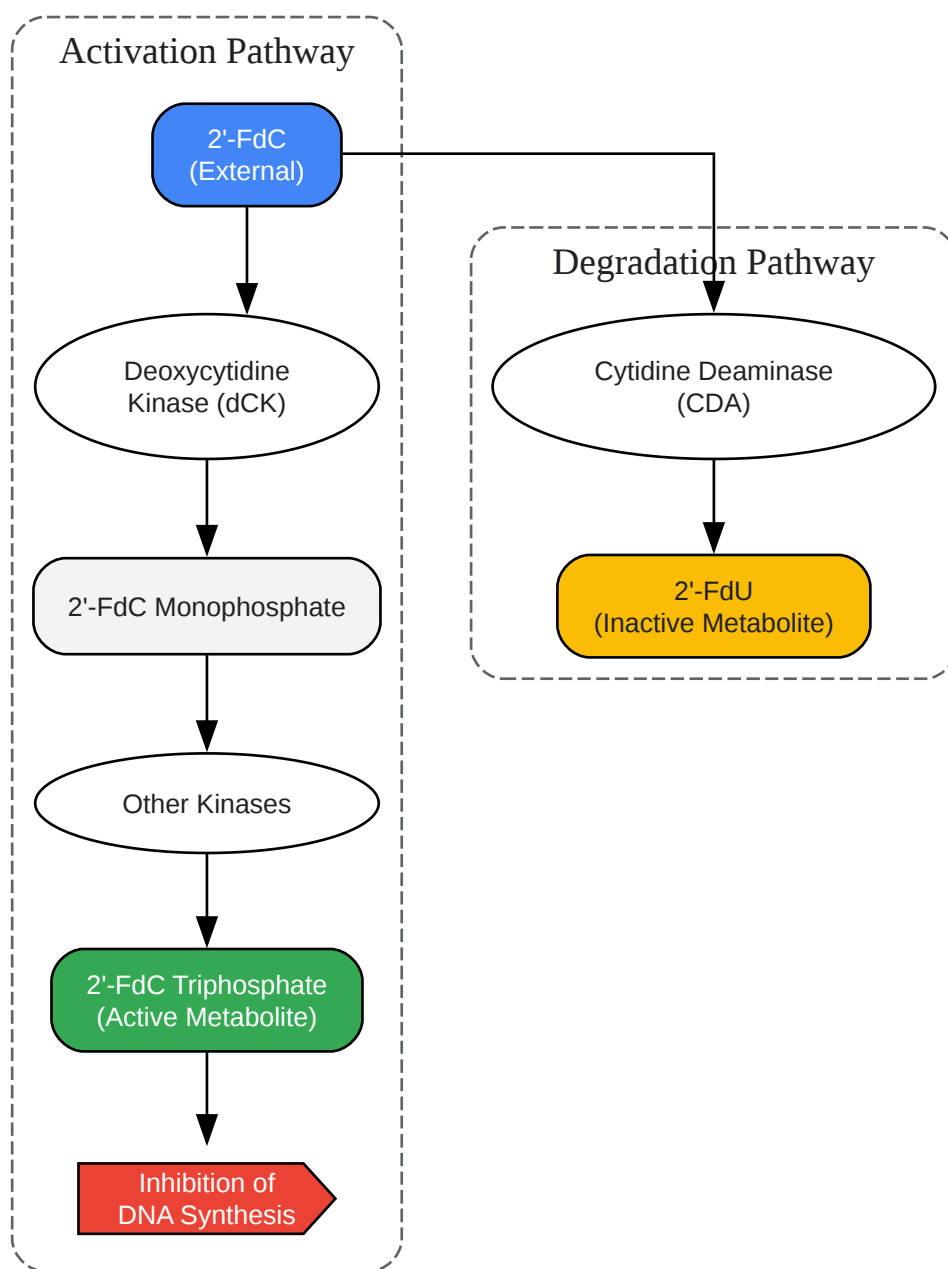 Activation Pathway
2'-FdC
(External)
Deoxycytidine
Kinase (dCK)
2'-FdC Monophosphate
Other Kinases
2'-FdC Triphosphate
(Active Metabolite)
Inhibition of
DNA Synthesis
Degradation Pathway
Cytidine Deaminase
(CDA)
2'-FdU
(Inactive Metabolite)